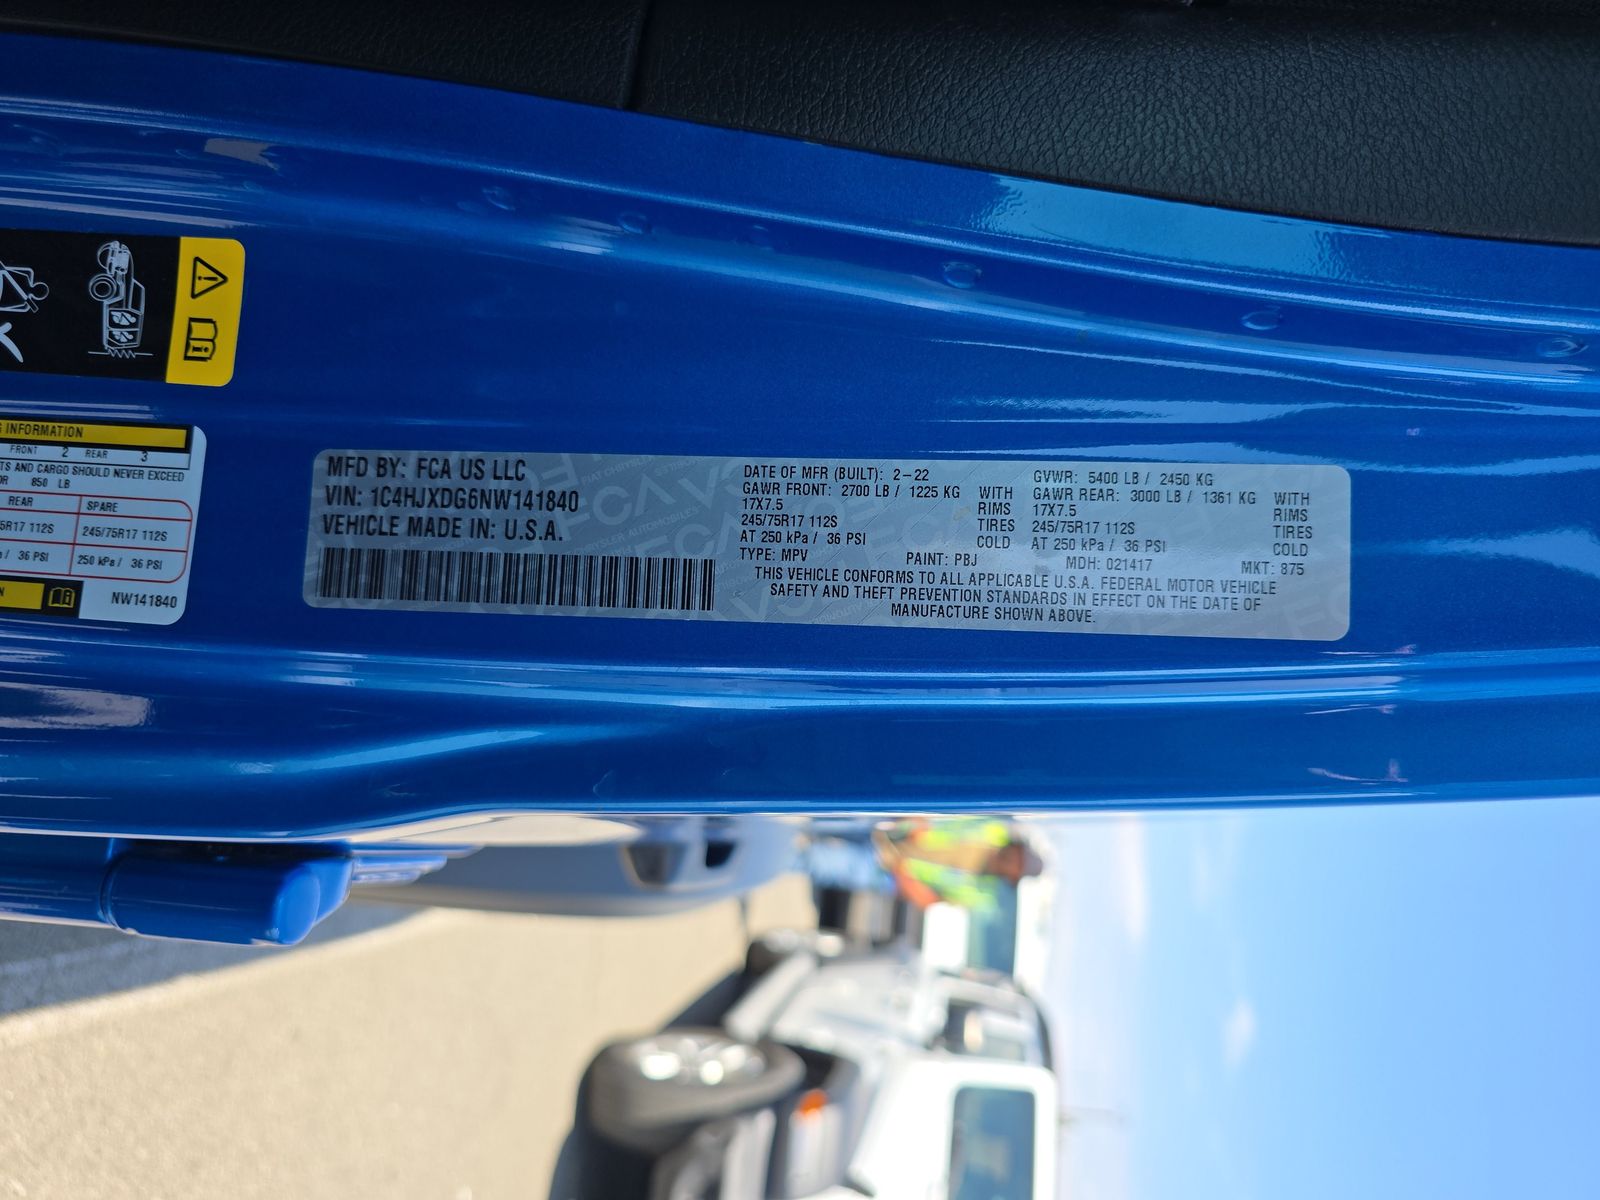 G INFORMATION
FRONT 2 REAR 3
TS AND CARGO SHOULD NEVER EXCEED
OR 850 LB
REAR SPARE
5R17 112S 245/75R17 112S
/ 36 PSI 250 kPa / 36 PSI
N
NW141840
MFD BY: FCA US LLC
VIN: 1C4HJXDG6NW141840
VEHICLE MADE IN: U.S.A.
DATE OF MFR (BUILT): 2-22
GAWR FRONT: 2700 LB / 1225 KG WITH
17X7.5 RIMS
245/75R17 112S TIRES
AT 250 kPa / 36 PSI COLD
GVWR: 5400 LB / 2450 KG
GAWR REAR: 3000 LB / 1361 KG WITH
17X7.5 RIMS
245/75R17 112S TIRES
AT 250 kPa / 36 PSI COLD
TYPE: MPV PAINT: PBJ MDH: 021417 MKT: 875
THIS VEHICLE CONFORMS TO ALL APPLICABLE U.S.A. FEDERAL MOTOR VEHICLE
SAFETY AND THEFT PREVENTION STANDARDS IN EFFECT ON THE DATE OF
MANUFACTURE SHOWN ABOVE.